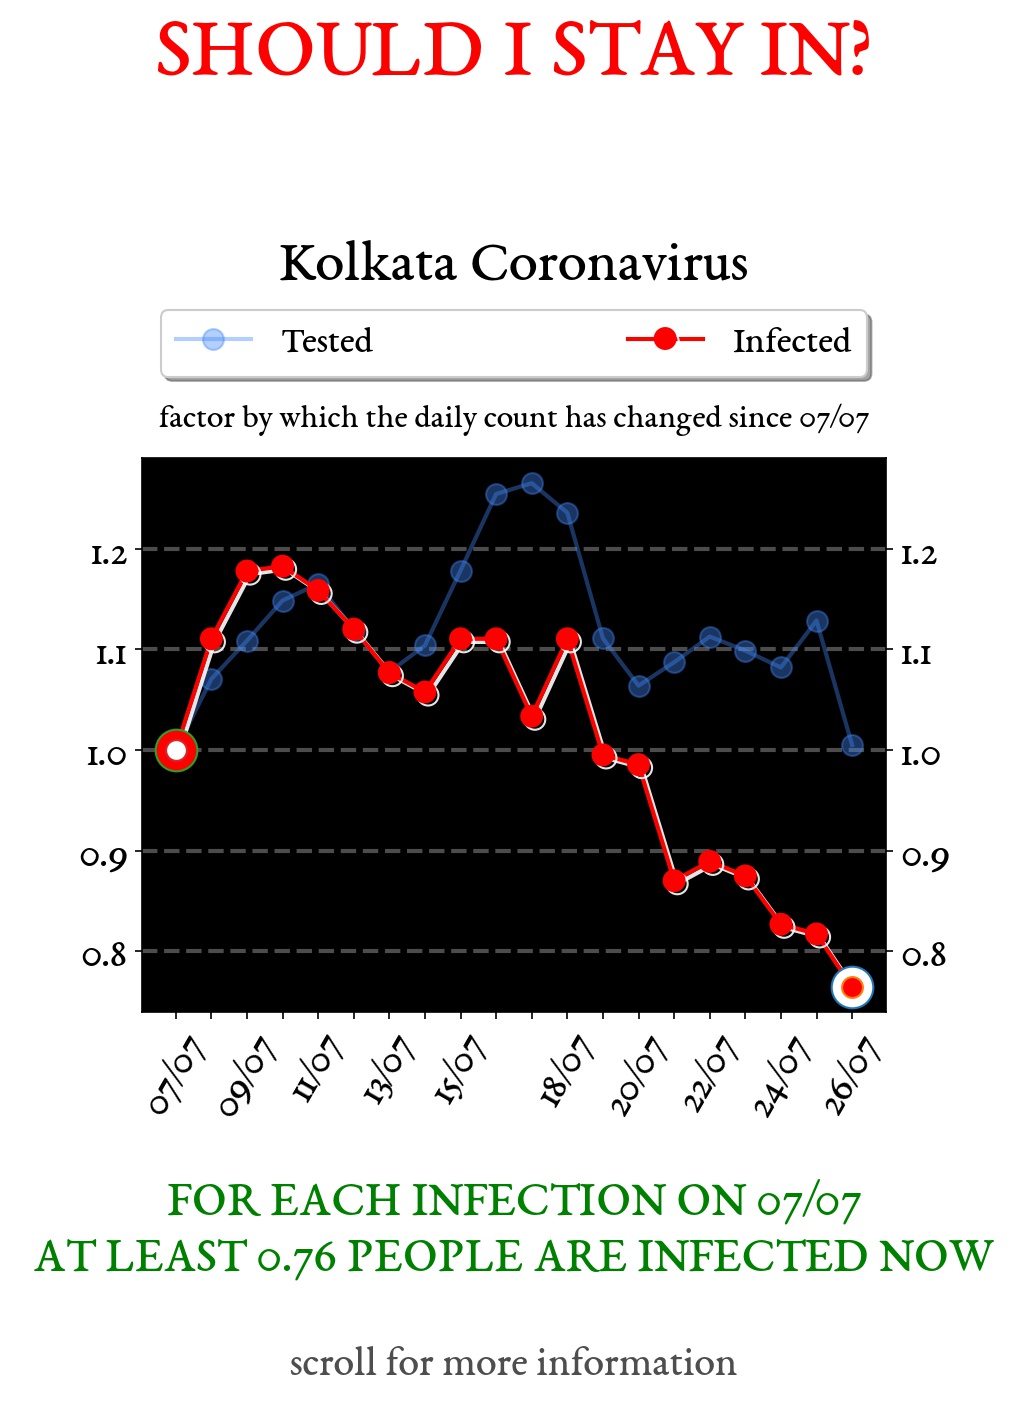 SHOULD I STAY IN?
Kolkata Coronavirus
Tested Infected
factor by which the daily count has changed since 07/07
1.2 1.2
1.1 1.1
1.0 1.0
0.9 0.9
0.8 0.8
07/07 09/07 11/07 13/07 15/07 18/07 20/07 22/07 24/07 26/07
FOR EACH INFECTION ON 07/07
AT LEAST 0.76 PEOPLE ARE INFECTED NOW
scroll for more information